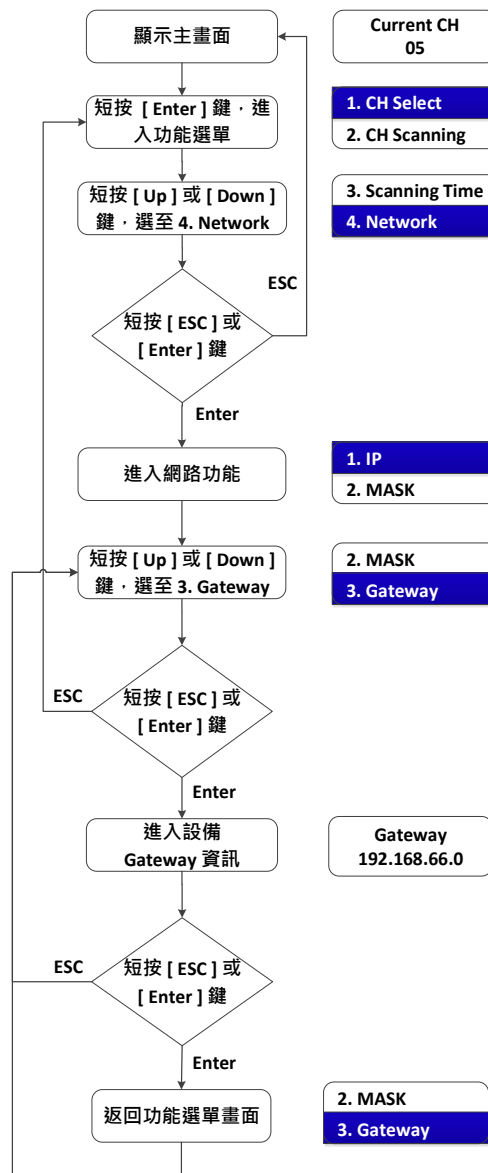 顯示主畫面
Current CH
05
短按 [ Enter ] 鍵，進
入功能選單
1. CH Select
2. CH Scanning
短按 [ Up ] 或 [ Down ]
鍵，選至 4. Network
3. Scanning Time
4. Network
ESC
短按 [ ESC ] 或
[ Enter ] 鍵
Enter
進入網路功能
1. IP
2. MASK
短按 [ Up ] 或 [ Down ]
鍵，選至 3. Gateway
2. MASK
3. Gateway
ESC
短按 [ ESC ] 或
[ Enter ] 鍵
Enter
進入設備
Gateway 資訊
Gateway
192.168.66.0
ESC
短按 [ ESC ] 或
[ Enter ] 鍵
Enter
返回功能選單畫面
2. MASK
3. Gateway